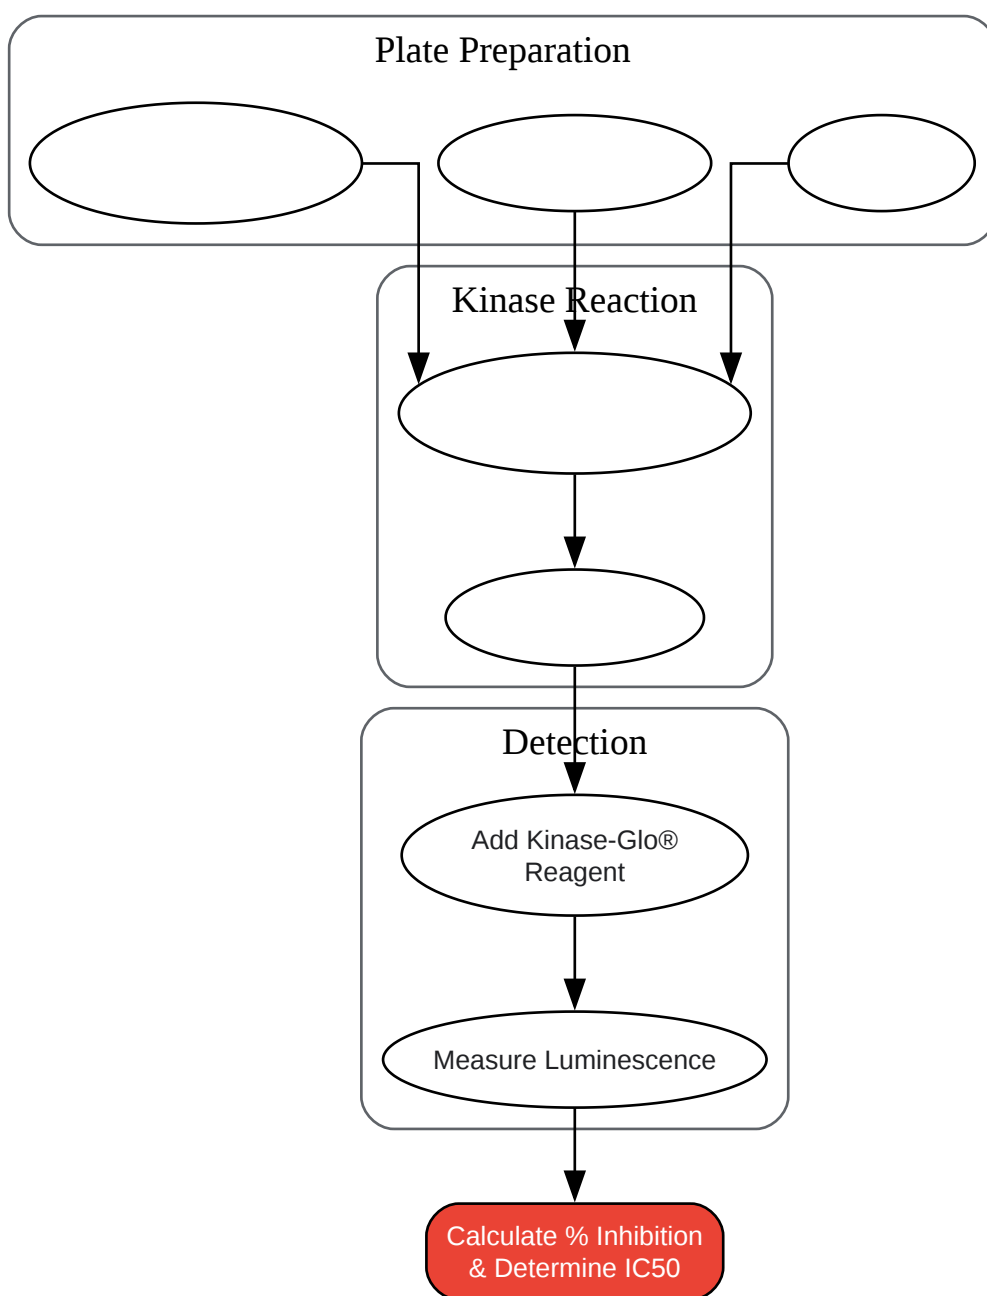 Plate Preparation
Kinase Reaction
Detection
Add Kinase-Glo®
Reagent
Measure Luminescence
Calculate % Inhibition
& Determine IC50